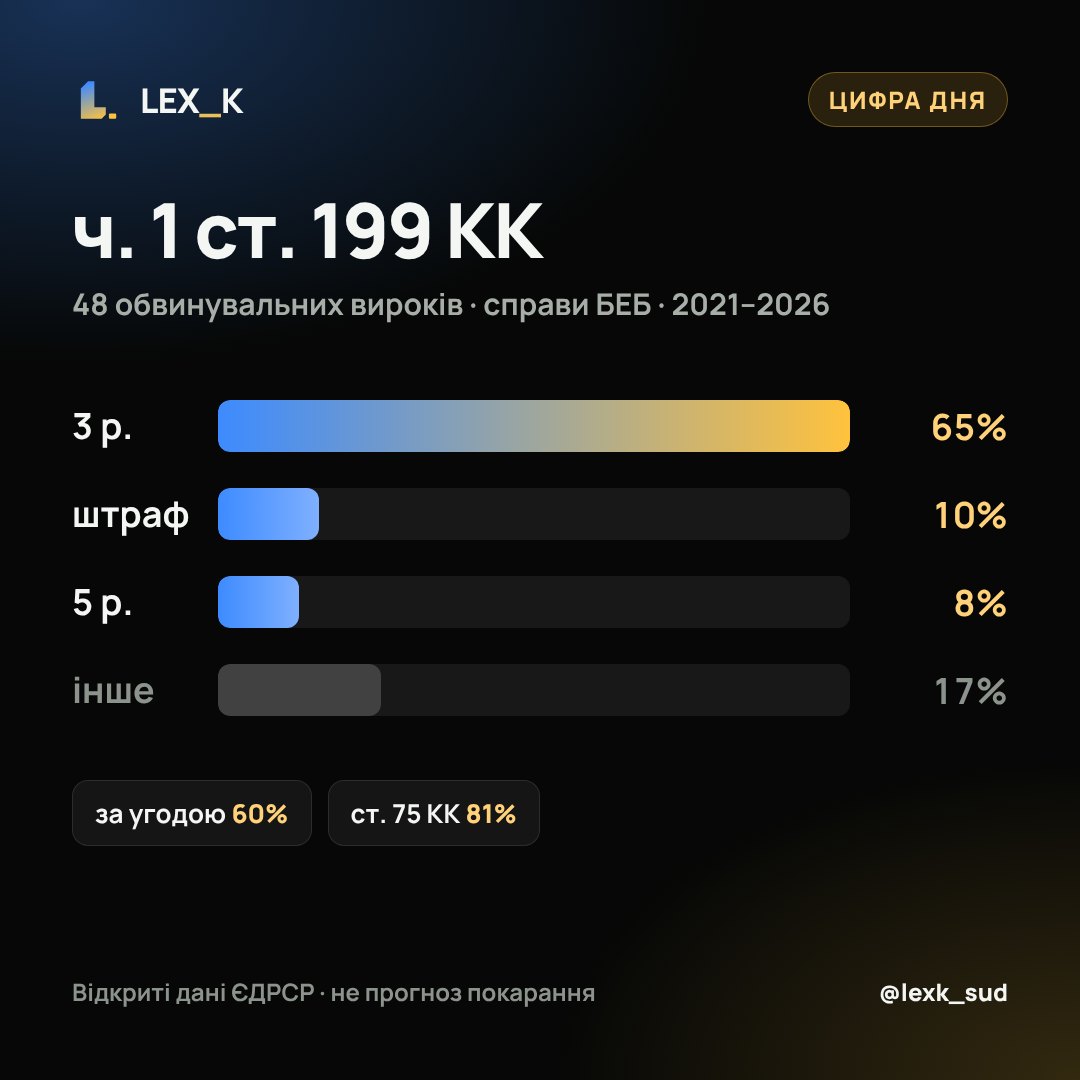 LEX_K
ЦИФРА ДНЯ
ч. 1 ст. 199 КК
48 обвинувальних вироків · справи БЕБ · 2021–2026
3 р. 65%
штраф 10%
5 р. 8%
інше 17%
за угодою 60%
ст. 75 КК 81%
Відкриті дані ЄДРСР · не прогноз покарання
@lexk_sud